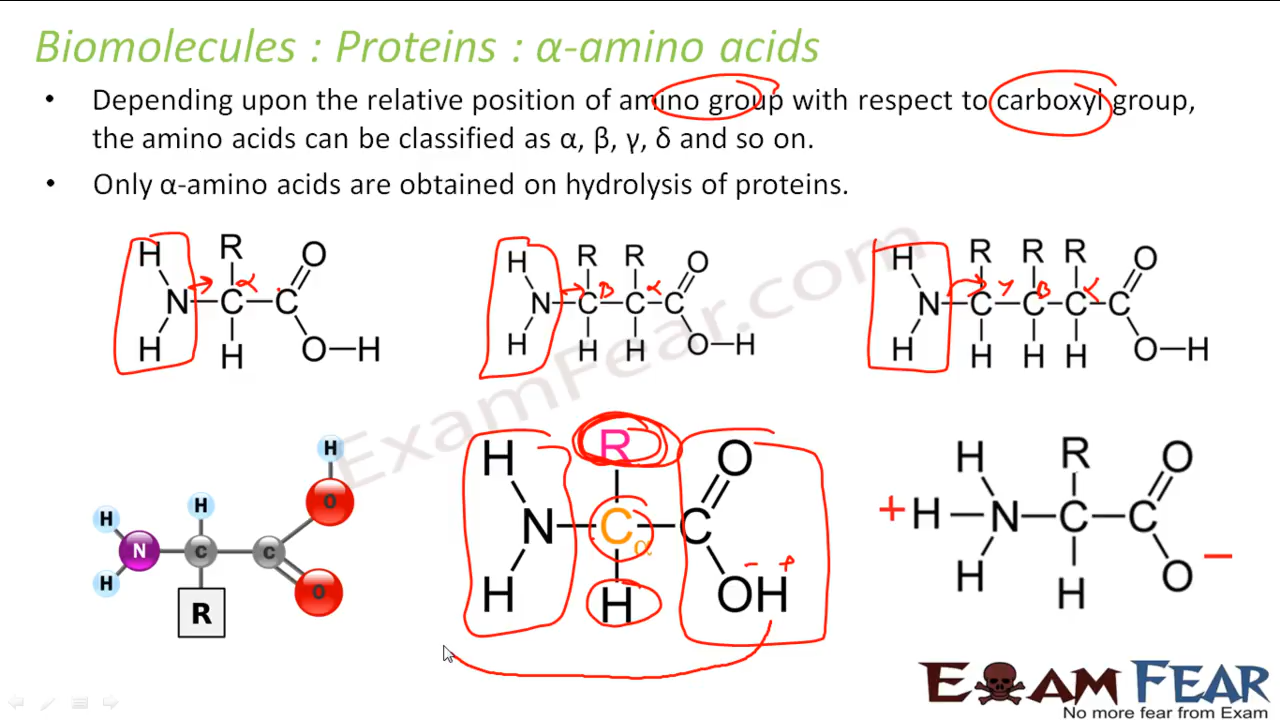 Biomolecules : Proteins : α-amino acids
• Depending upon the relative position of amino group with respect to carboxyl group,
the amino acids can be classified as α, β, γ, δ and so on.
• Only α-amino acids are obtained on hydrolysis of proteins.
H R O
N C α C
H H O—H
H R R O
N C β C α C
H H H O—H
H R R R O
N C γ C β C α C
H H H H O—H
ExamFear.com
H
H H O
N C C
H R O
H R O
N C α C
H H OH − +
H R O
+ H—N—C—C
H H O −
EXAM FEAR
No more fear from Exam